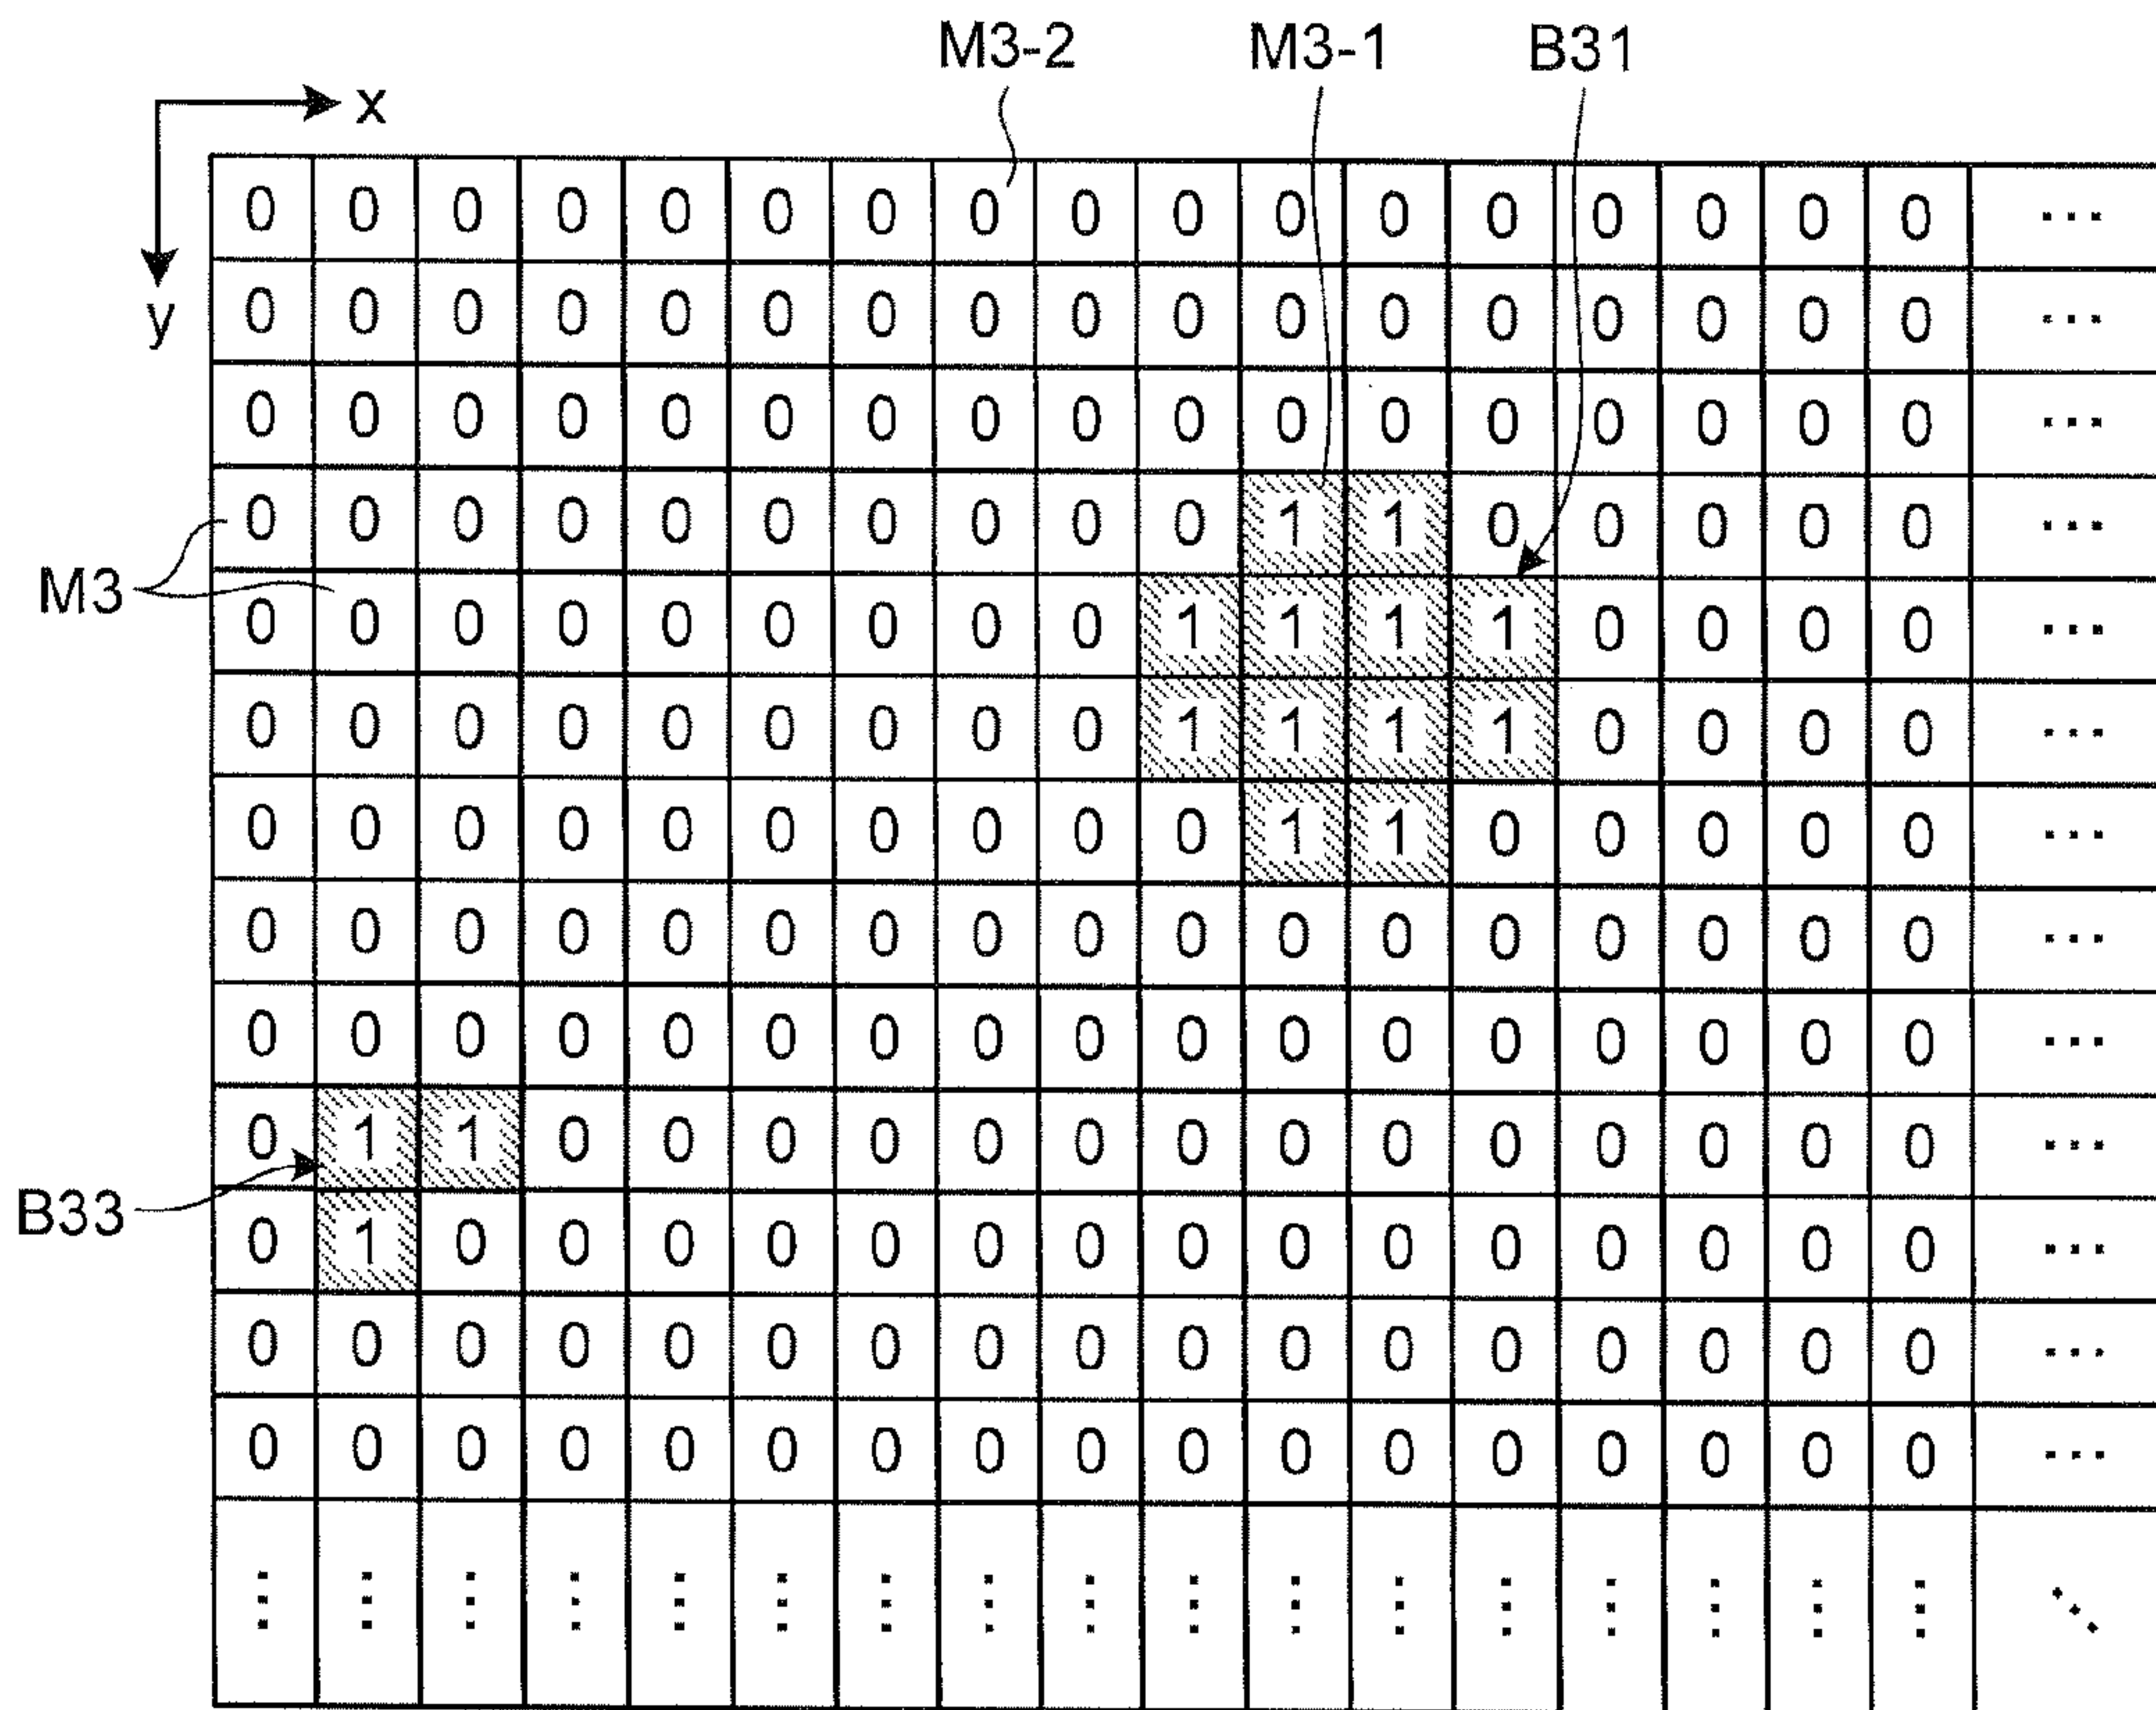 M3-2 M3-1 B31
x
y
0 0 0 0 0 0 0 0 0 0 0 0 0 0 0 0 0 ...
0 0 0 0 0 0 0 0 0 0 0 0 0 0 0 0 0 ...
0 0 0 0 0 0 0 0 0 0 0 0 0 0 0 0 0 ...
0 0 0 0 0 0 0 0 0 0 1 1 0 0 0 0 0 ...
M3
0 0 0 0 0 0 0 0 0 1 1 1 1 0 0 0 0 ...
0 0 0 0 0 0 0 0 0 1 1 1 1 0 0 0 0 ...
0 0 0 0 0 0 0 0 0 0 1 1 0 0 0 0 0 ...
0 0 0 0 0 0 0 0 0 0 0 0 0 0 0 0 0 ...
0 0 0 0 0 0 0 0 0 0 0 0 0 0 0 0 0 ...
0 1 1 0 0 0 0 0 0 0 0 0 0 0 0 0 0 ...
B33
0 1 0 0 0 0 0 0 0 0 0 0 0 0 0 0 0 ...
0 0 0 0 0 0 0 0 0 0 0 0 0 0 0 0 0 ...
0 0 0 0 0 0 0 0 0 0 0 0 0 0 0 0 0 ...
⋮ ⋮ ⋮ ⋮ ⋮ ⋮ ⋮ ⋮ ⋮ ⋮ ⋮ ⋮ ⋮ ⋮ ⋮ ⋮ ⋮ ⋱